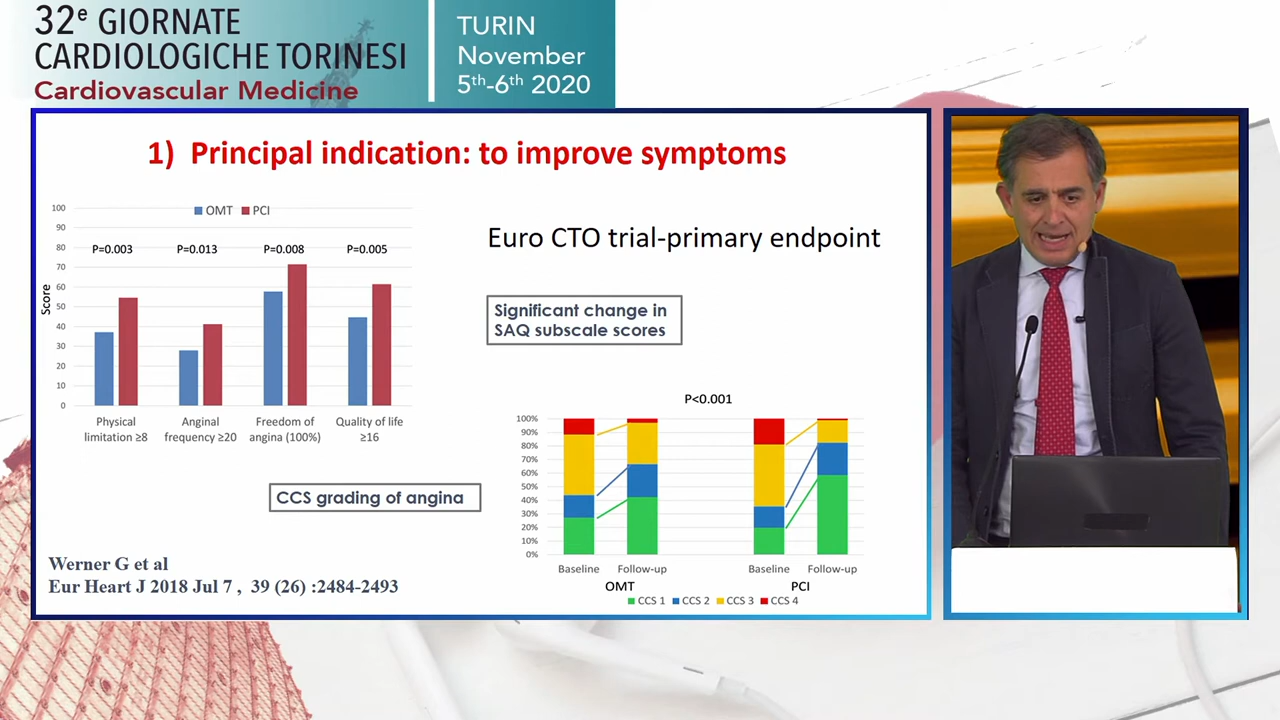 32e GIORNATE
CARDIOLOGICHE TORINESI
Cardiovascular Medicine
TURIN
November
5th-6th 2020
1) Principal indication: to improve symptoms
OMT PCI
100
90
80
70
60
50
40
30
20
10
0
Score
P=0.003 P=0.013 P=0.008 P=0.005
Physical limitation ≥8
Anginal frequency ≥20
Freedom of angina (100%)
Quality of life ≥16
Euro CTO trial-primary endpoint
Significant change in
SAQ subscale scores
CCS grading of angina
P<0.001
100%
90%
80%
70%
60%
50%
40%
30%
20%
10%
0%
Baseline Follow-up Baseline Follow-up
OMT PCI
CCS 1 CCS 2 CCS 3 CCS 4
Werner G et al
Eur Heart J 2018 Jul 7 , 39 (26) :2484-2493